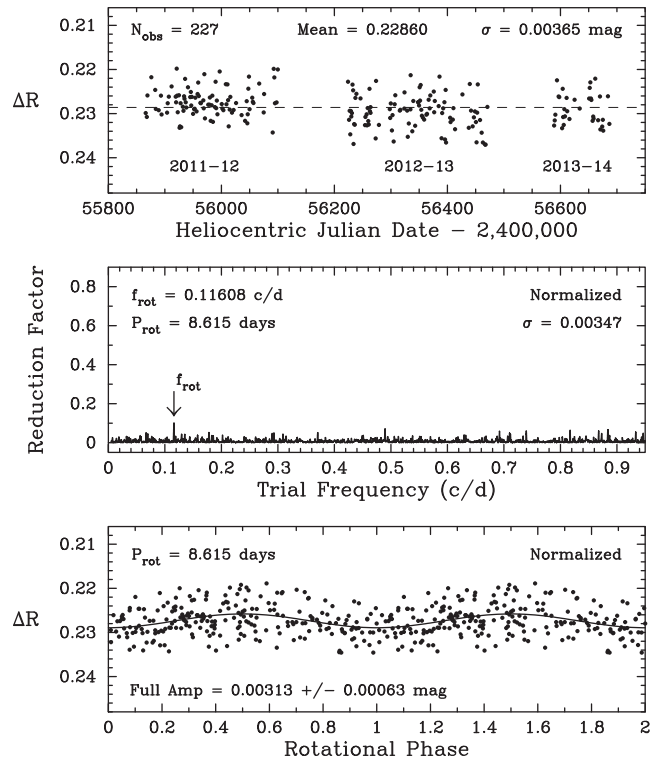 0.21
0.22
0.23
0.24
ΔR
N_obs = 227
Mean = 0.22860
σ = 0.00365 mag
2011−12
2012−13
2013−14
55800 56000 56200 56400 56600
Heliocentric Julian Date − 2,400,000
Reduction Factor
0.8
0.6
0.4
0.2
0
f_rot = 0.11608 c/d
Normalized
P_rot = 8.615 days
σ = 0.00347
f_rot
0 0.1 0.2 0.3 0.4 0.5 0.6 0.7 0.8 0.9
Trial Frequency (c/d)
0.21
0.22
0.23
0.24
ΔR
P_rot = 8.615 days
Normalized
Full Amp = 0.00313 +/− 0.00063 mag
0 0.2 0.4 0.6 0.8 1 1.2 1.4 1.6 1.8 2
Rotational Phase